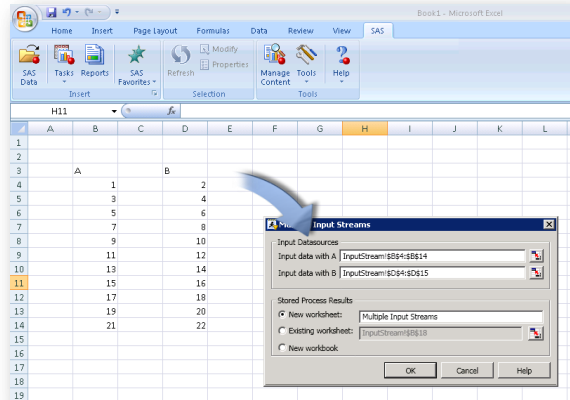 Book1 - Microsoft Excel
Home Insert Page Layout Formulas Data Review View SAS
SAS Data
Tasks
Reports
SAS Favorites
Refresh
Modify
Properties
Manage Content
Tools
Help
Insert Selection Tools
H11 fx
A B C D E F G H I J K L
1
2
3 A B
4 1 2
5 3 4
6 5 6
7 7 8
8 9 10
9 11 12
10 13 14
11 15 16
12 17 18
13 19 20
14 21 22
15
16
17
18
19
Input Streams
Input Datasources
Input data with A InputStream!$B$4:$B$14
Input data with B InputStream!$D$4:$D$15
Stored Process Results
New worksheet: Multiple Input Streams
Existing worksheet: InputStream!$B$18
New workbook
OK Cancel Help